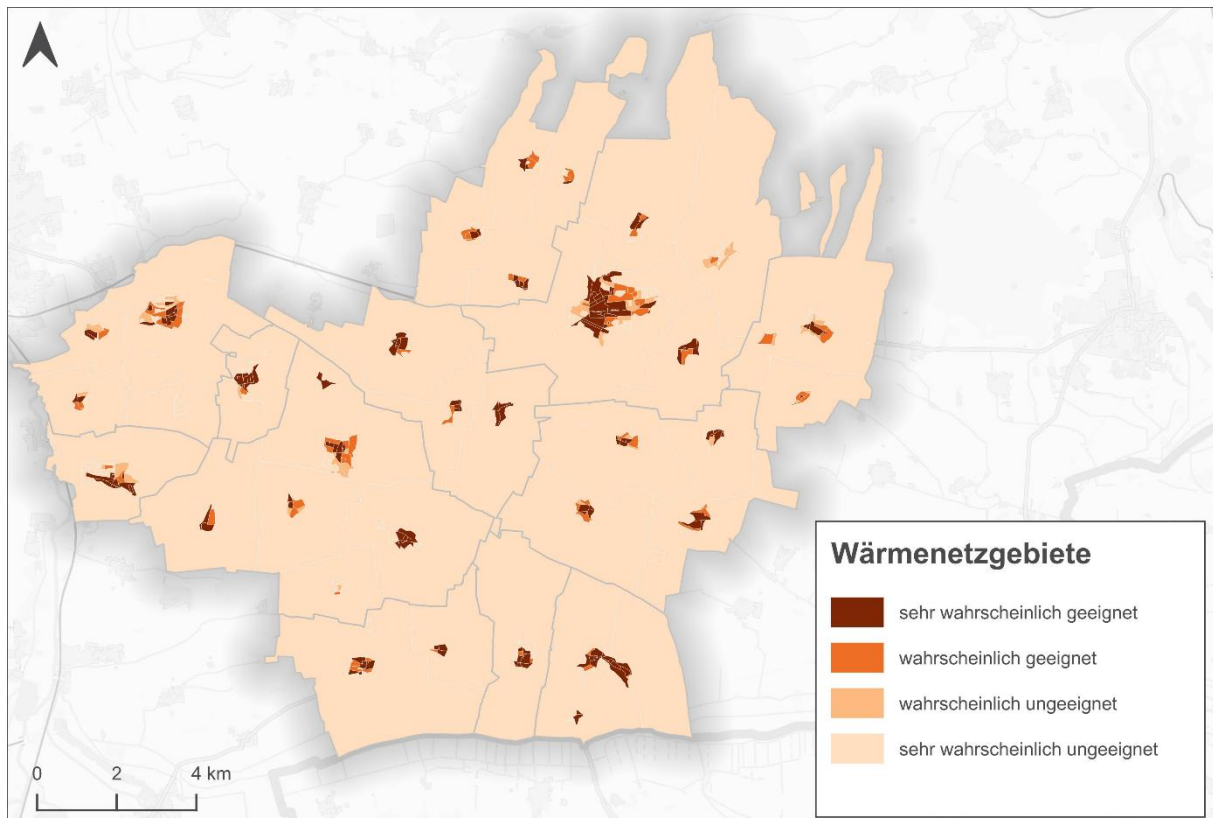 Wärmenetzgebiete
sehr wahrscheinlich geeignet
wahrscheinlich geeignet
wahrscheinlich ungeeignet
sehr wahrscheinlich ungeeignet
0 2 4 km